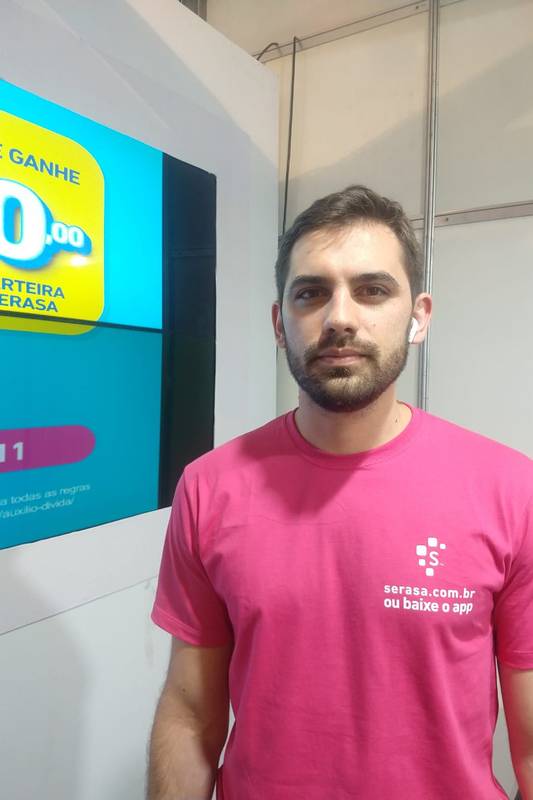 E GANHE
0,00
RTEIRA
ERASA
11
a todas as regras
/auxilio-divida/
S
serasa.com.br
ou baixe o app